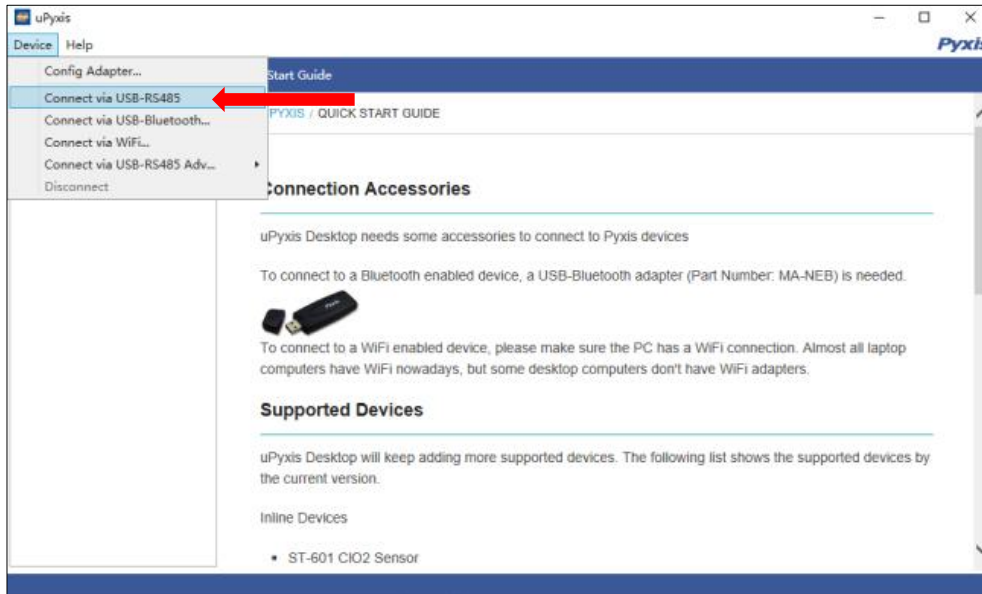 uPyxis
Device Help
Pyxis
Config Adapter...
Connect via USB-RS485
Connect via USB-Bluetooth...
Connect via WiFi...
Connect via USB-RS485 Adv...
Disconnect
Start Guide
PYXIS / QUICK START GUIDE
Connection Accessories
uPyxis Desktop needs some accessories to connect to Pyxis devices
To connect to a Bluetooth enabled device, a USB-Bluetooth adapter (Part Number: MA-NEB) is needed.
To connect to a WiFi enabled device, please make sure the PC has a WiFi connection. Almost all laptop
computers have WiFi nowadays, but some desktop computers don't have WiFi adapters.
Supported Devices
uPyxis Desktop will keep adding more supported devices. The following list shows the supported devices by
the current version.
Inline Devices
• ST-601 ClO2 Sensor